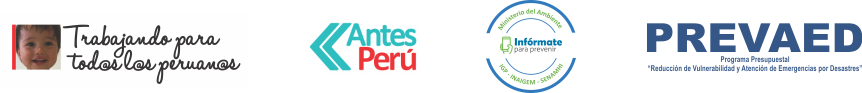 Trabajando para
tod@s l@s peruan@s
Antes
Perú
Ministerio del Ambiente
Infórmate
para prevenir
IGP - INAIGEM - SENAMHI
PREVAED
Programa Presupuestal
“Reducción de Vulnerabilidad y Atención de Emergencias por Desastres”